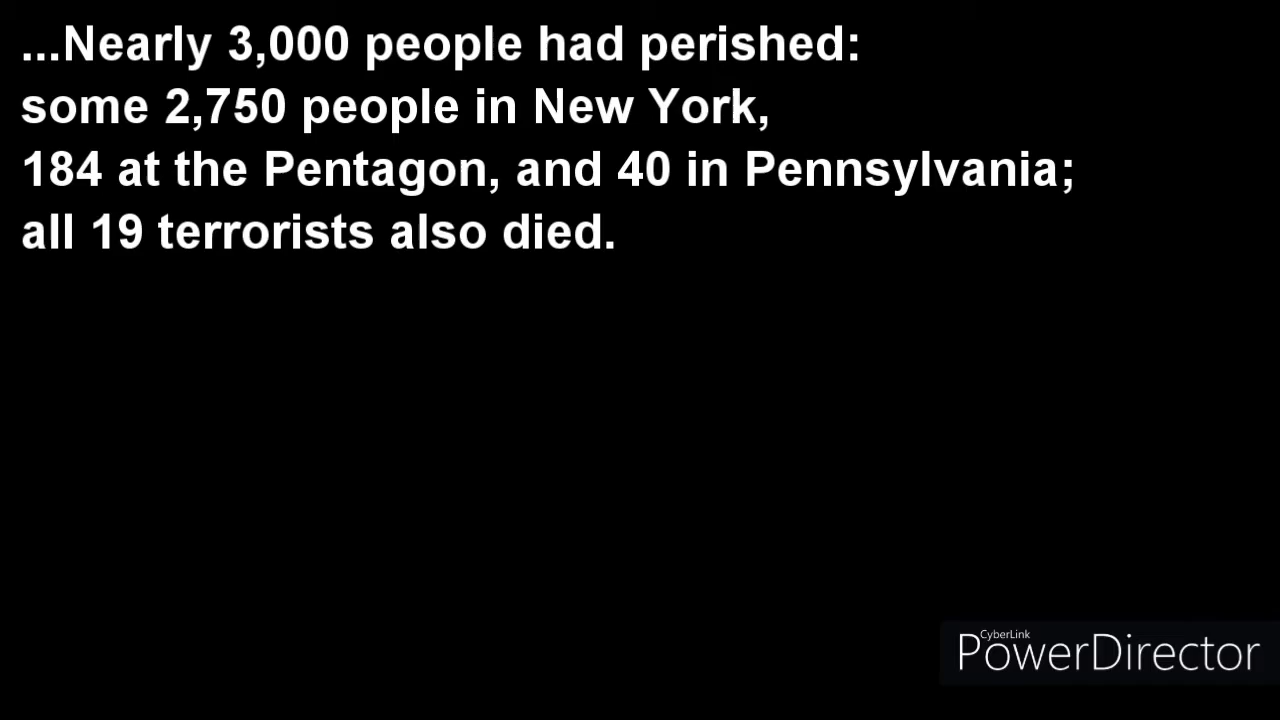 ...Nearly 3,000 people had perished:
some 2,750 people in New York,
184 at the Pentagon, and 40 in Pennsylvania;
all 19 terrorists also died.
CyberLink
PowerDirector